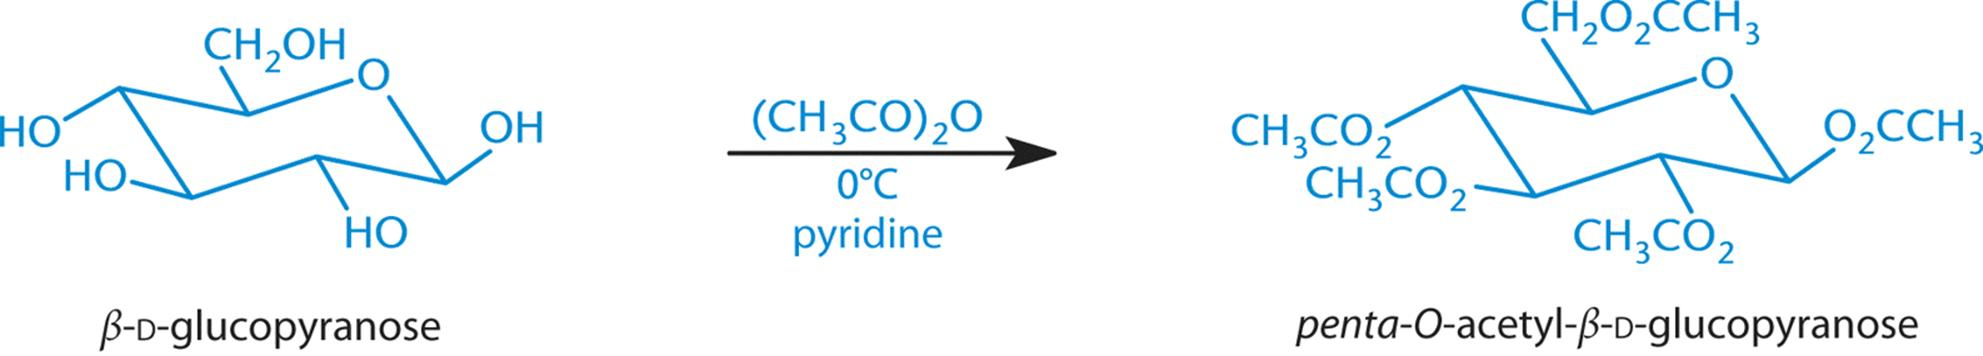 CH₂OH
O
HO
OH
HO
HO
β-D-glucopyranose
(CH₃CO)₂O
0°C
pyridine
CH₂O₂CCH₃
O
CH₃CO₂
O₂CCH₃
CH₃CO₂
CH₃CO₂
penta-O-acetyl-β-D-glucopyranose